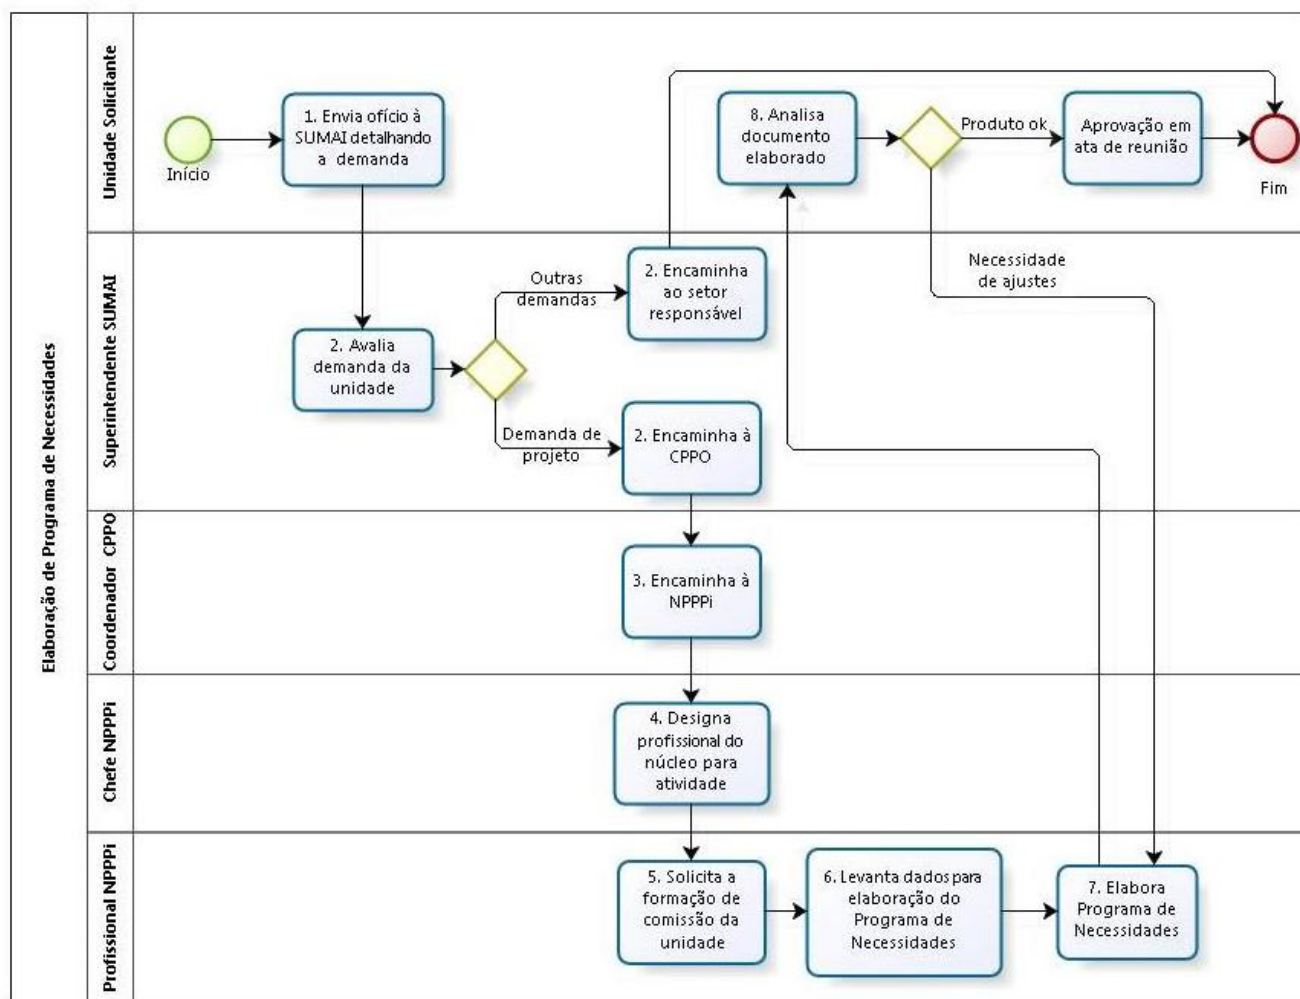 Elaboração de Programa de Necessidades
Unidade Solicitante
Início
1. Envia ofício à
SUMAI detalhando
a demanda
8. Analisa
documento
elaborado
Produto ok
Aprovação em
ata de reunião
Fim
Necessidade
de ajustes
Superintendente SUMAI
2. Avalia
demanda da
unidade
Outras
demandas
2. Encaminha
ao setor
responsável
Demanda de
projeto
2. Encaminha à
CPPO
Coordenador CPPO
3. Encaminha à
NPPPi
Chefe NPPPi
4. Designa
profissional do
núcleo para
atividade
Profissional NPPPi
5. Solicita a
formação de
comissão da
unidade
6. Levanta dados para
elaboração do
Programa de
Necessidades
7. Elabora
Programa de
Necessidades